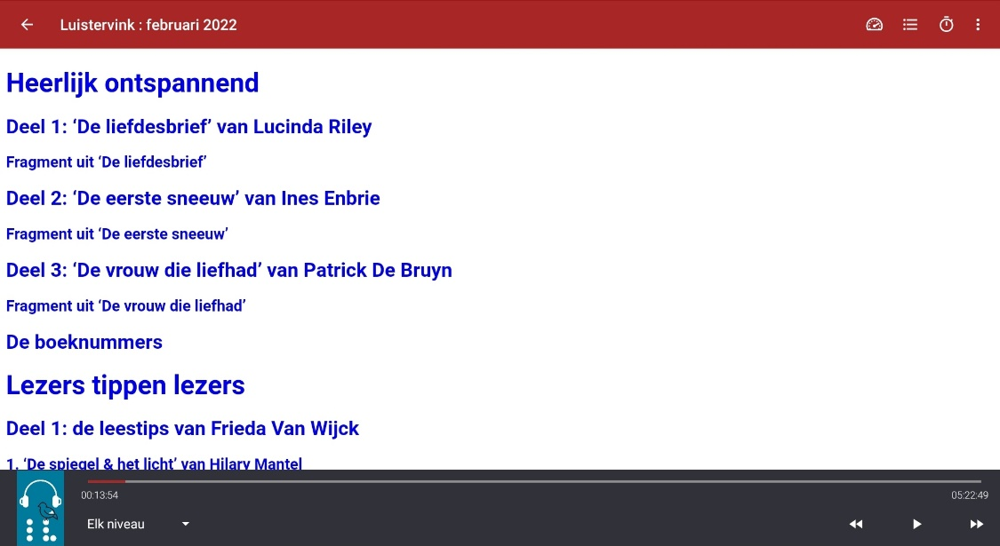 Luistervink : februari 2022
Heerlijk ontspannend
Deel 1: ‘De liefdesbrief’ van Lucinda Riley
Fragment uit ‘De liefdesbrief’
Deel 2: ‘De eerste sneeuw’ van Ines Enbrie
Fragment uit ‘De eerste sneeuw’
Deel 3: ‘De vrouw die liefhad’ van Patrick De Bruyn
Fragment uit ‘De vrouw die liefhad’
De boeknummers
Lezers tippen lezers
Deel 1: de leestips van Frieda Van Wijck
1. ‘De spiegel & het licht’ van Hilary Mantel
00:13:54
05:22:49
Elk niveau